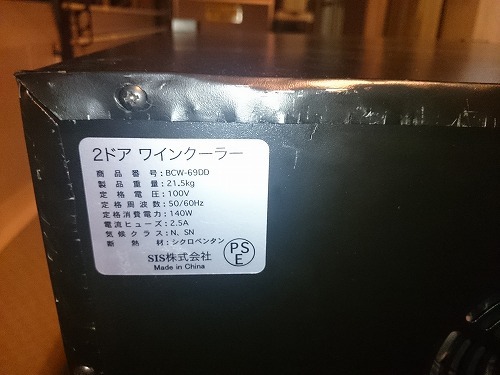 2ドア ワインクーラー
商品番号：BCW-69DD
製品重量：21.5kg
定格電圧：100V
定格周波数：50/60Hz
定格消費電力：140W
電流ヒューズ：2.5A
気候クラス：N, SN
断熱材：シクロペンタン
SIS株式会社
Made in China
PS
E